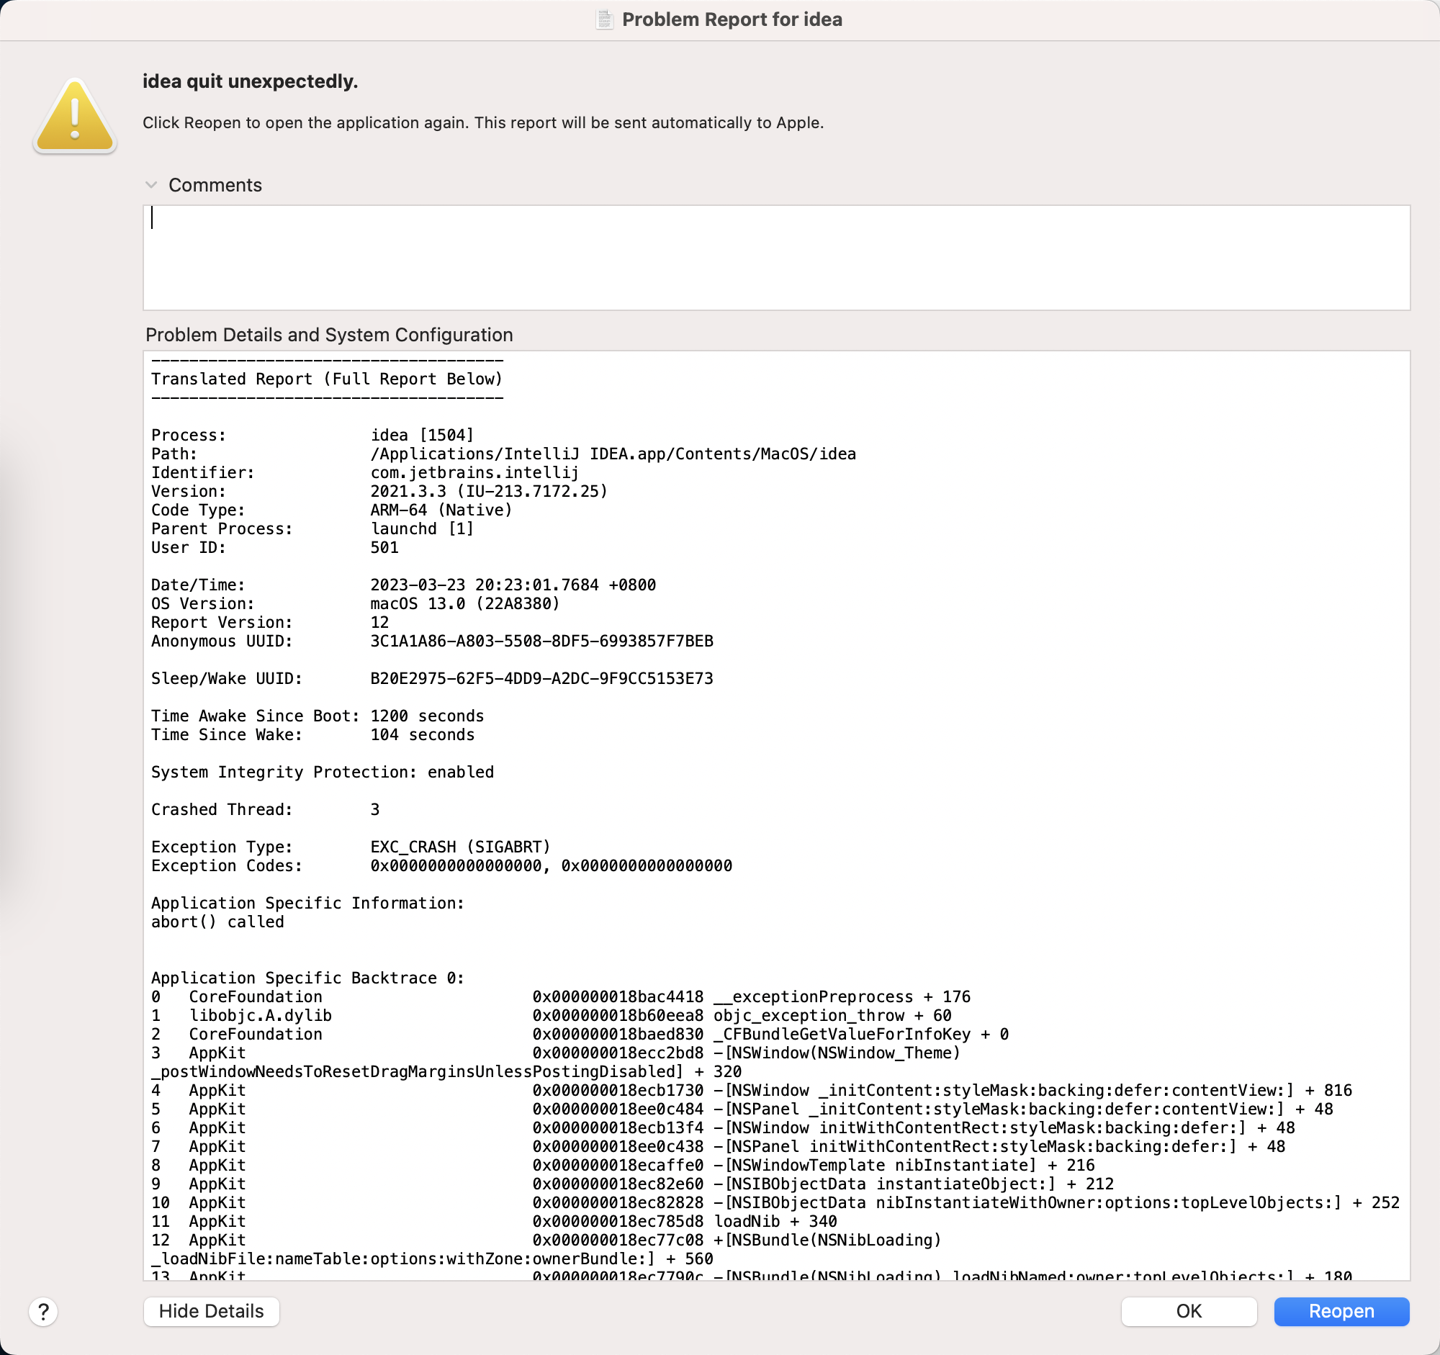 Problem Report for idea
idea quit unexpectedly.
Click Reopen to open the application again. This report will be sent automatically to Apple.
Comments
Problem Details and System Configuration
-------------------------------------
Translated Report (Full Report Below)
-------------------------------------
Process: idea [1504]
Path: /Applications/IntelliJ IDEA.app/Contents/MacOS/idea
Identifier: com.jetbrains.intellij
Version: 2021.3.3 (IU-213.7172.25)
Code Type: ARM-64 (Native)
Parent Process: launchd [1]
User ID: 501
Date/Time: 2023-03-23 20:23:01.7684 +0800
OS Version: macOS 13.0 (22A8380)
Report Version: 12
Anonymous UUID: 3C1A1A86-A803-5508-8DF5-6993857F7BEB
Sleep/Wake UUID: B20E2975-62F5-4DD9-A2DC-9F9CC5153E73
Time Awake Since Boot: 1200 seconds
Time Since Wake: 104 seconds
System Integrity Protection: enabled
Crashed Thread: 3
Exception Type: EXC_CRASH (SIGABRT)
Exception Codes: 0x0000000000000000, 0x0000000000000000
Application Specific Information:
abort() called
Application Specific Backtrace 0:
0 CoreFoundation 0x000000018bac4418 __exceptionPreprocess + 176
1 libobjc.A.dylib 0x000000018b60eea8 objc_exception_throw + 60
2 CoreFoundation 0x000000018baed830 _CFBundleGetValueForInfoKey + 0
3 AppKit 0x000000018ecc2bd8 -[NSWindow(NSWindow_Theme)
_postWindowNeedsToResetDragMarginsUnlessPostingDisabled] + 320
4 AppKit 0x000000018ecb1730 -[NSWindow _initContent:styleMask:backing:defer:contentView:] + 816
5 AppKit 0x000000018ee0c484 -[NSPanel _initContent:styleMask:backing:defer:contentView:] + 48
6 AppKit 0x000000018ecb13f4 -[NSWindow initWithContentRect:styleMask:backing:defer:] + 48
7 AppKit 0x000000018ee0c438 -[NSPanel initWithContentRect:styleMask:backing:defer:] + 48
8 AppKit 0x000000018ecaffe0 -[NSWindowTemplate nibInstantiate] + 216
9 AppKit 0x000000018ec82e60 -[NSIBObjectData instantiateObject:] + 212
10 AppKit 0x000000018ec82828 -[NSIBObjectData nibInstantiateWithOwner:options:topLevelObjects:] + 252
11 AppKit 0x000000018ec785d8 loadNib + 340
12 AppKit 0x000000018ec77c08 +[NSBundle(NSNibLoading)
_loadNibFile:nameTable:options:withZone:ownerBundle:] + 560
13 AppKit 0x000000018ec7790c -[NSBundle(NSNibLoading) loadNibNamed:owner:topLevelObjects:] + 180
?
Hide Details
OK
Reopen